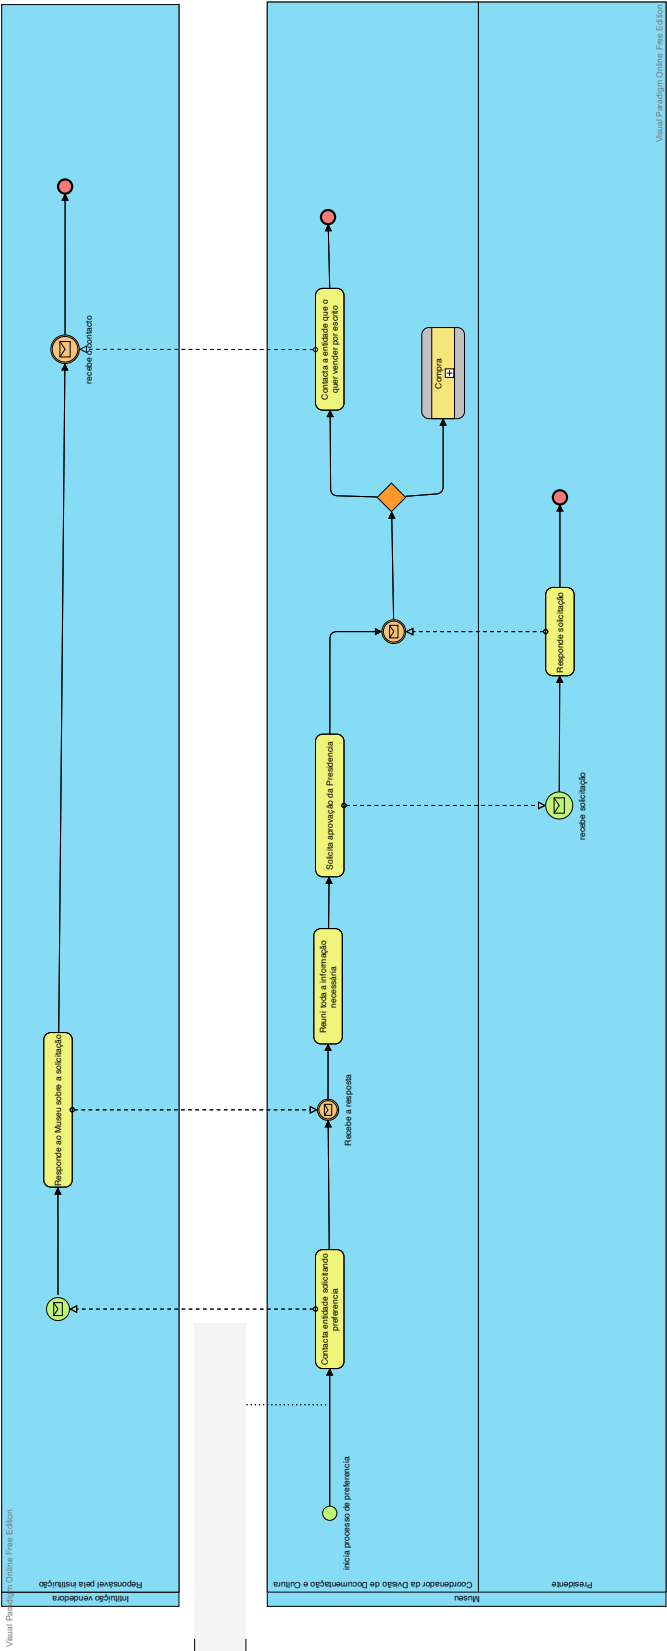 Visual Paradigm Online Free Edition
Intituição vendedora
Reponsável pela instituição
Responde ao Museu sobre a solicitação
recebe o contacto
Museu
Coordenador da Dvisão de Documentação e Cultura
inicia processo de preferencia
Contacta entidade solicitando
preferencia
Recebe a resposta
Reuni toda a informação
necessária
Solicita aprovação da Presidencia
Contacta a entidade que o
quer vender por escrito
Compra
Presidente
recebe solicitação
Responde solicitação
Visual Paradigm Online Free Edition